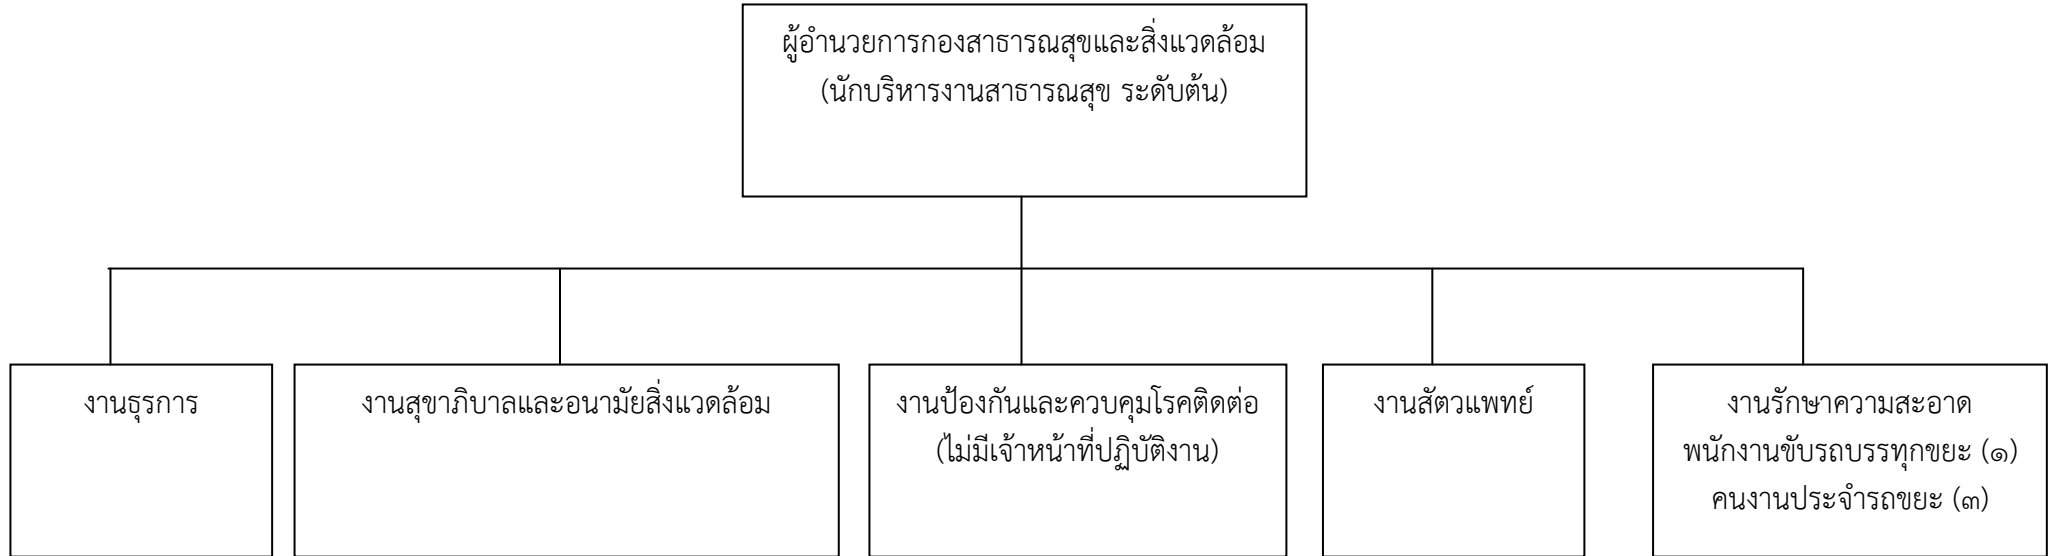 ผู้อำนวยการกองสาธารณสุขและสิ่งแวดล้อม
(นักบริหารงานสาธารณสุข ระดับต้น)
งานธุรการ
งานสุขาภิบาลและอนามัยสิ่งแวดล้อม
งานป้องกันและควบคุมโรคติดต่อ
(ไม่มีเจ้าหน้าที่ปฏิบัติงาน)
งานสัตวแพทย์
งานรักษาความสะอาด
พนักงานขับรถบรรทุกขยะ (๑)
คนงานประจำรถขยะ (๓)